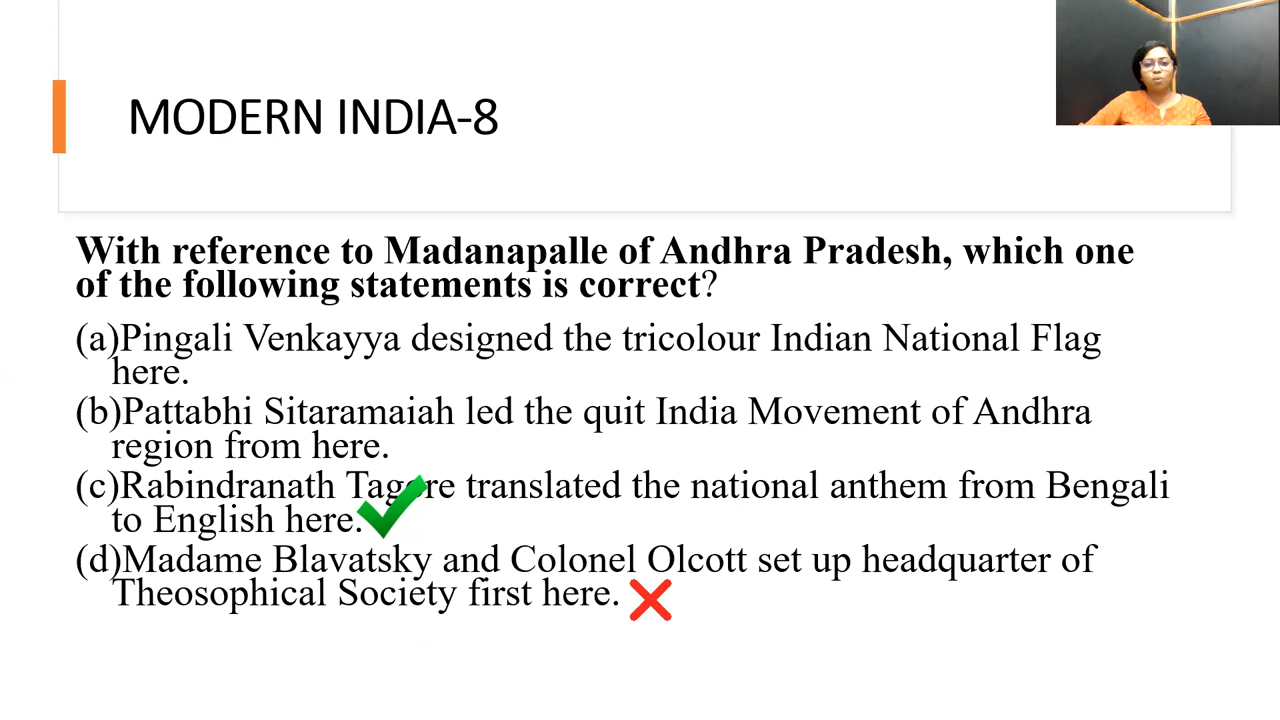 MODERN INDIA-8
With reference to Madanapalle of Andhra Pradesh, which one
of the following statements is correct?
(a)Pingali Venkayya designed the tricolour Indian National Flag
here.
(b)Pattabhi Sitaramaiah led the quit India Movement of Andhra
region from here.
(c)Rabindranath Tagore translated the national anthem from Bengali
to English here.
(d)Madame Blavatsky and Colonel Olcott set up headquarter of
Theosophical Society first here.